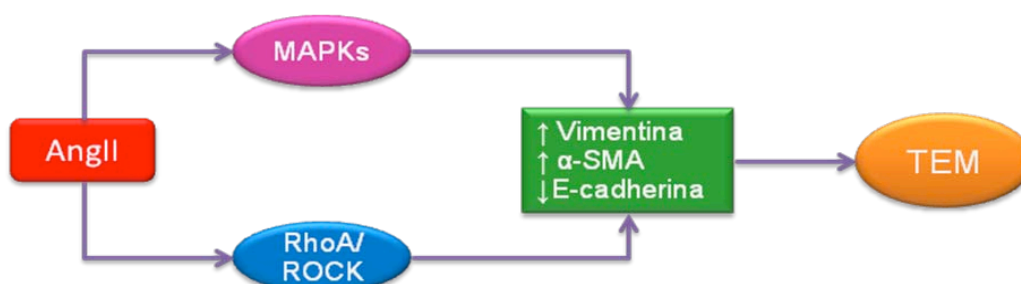 MAPKs
AngII
↑ Vimentina
↑ α-SMA
↓E-cadherina
TEM
RhoA/
ROCK